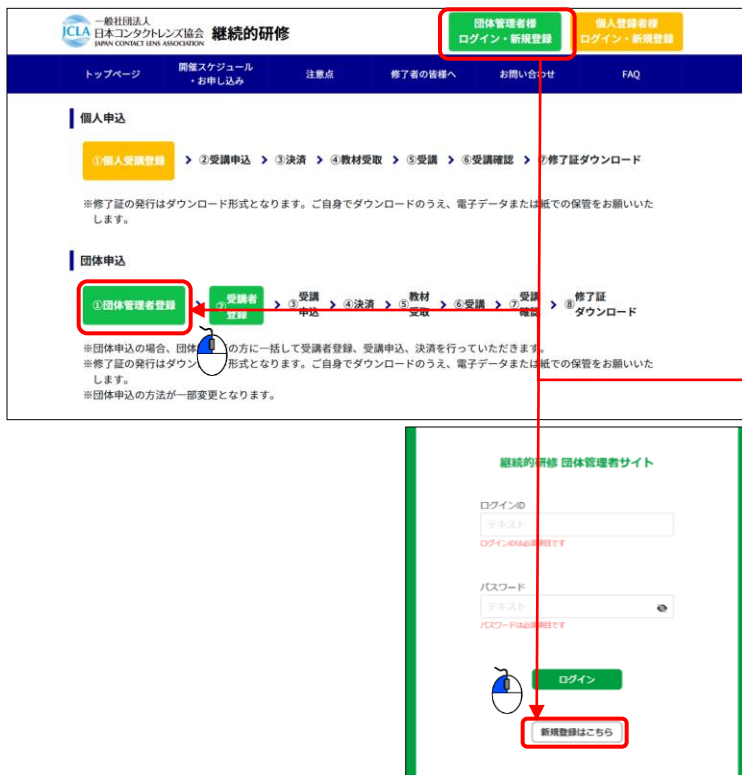 一般社団法人
JCLA 日本コンタクトレンズ協会 継続的研修
JAPAN CONTACT LENS ASSOCIATION
団体管理者様
ログイン・新規登録
個人登録者様
ログイン・新規登録
トップページ
開催スケジュール
・お申し込み
注意点
修了者の皆様へ
お問い合わせ
FAQ
個人申込
①個人受講登録 > ②受講申込 > ③決済 > ④教材受取 > ⑤受講 > ⑥受講確認 > ⑦修了証ダウンロード
※修了証の発行はダウンロード形式となります。ご自身でダウンロードのうえ、電子データまたは紙での保管をお願いいた
します。
団体申込
①団体管理者登録 > ②受講者登録 > ③受講申込 > ④決済 > ⑤教材受取 > ⑥受講 > ⑦受講確認 > ⑧修了証ダウンロード
※団体申込の場合、団体の方に一括して受講者登録、受講申込、決済を行っていただきます。
※修了証の発行はダウンロード形式となります。ご自身でダウンロードのうえ、電子データまたは紙での保管をお願いいた
します。
※団体申込の方法が一部変更となります。
継続的研修 団体管理者サイト
ログインID
テキスト
ログインIDは必須項目です
パスワード
テキスト
パスワードは必須項目です
ログイン
新規登録はこちら